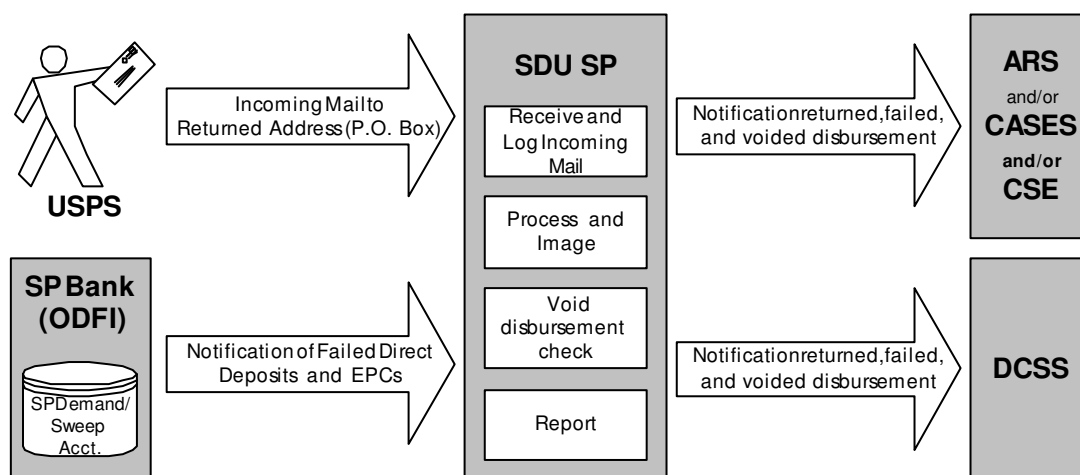 USPS
Incoming Mail to
Returned Address (P.O. Box)
SP Bank
(ODFI)
SP Demand/
Sweep
Acct.
Notification of Failed Direct
Deposits and EPCs
SDU SP
Receive and
Log Incoming
Mail
Process and
Image
Void
disbursement
check
Report
Notification returned, failed,
and voided disbursement
ARS
and/or
CASES
and/or
CSE
Notification returned, failed,
and voided disbursement
DCSS